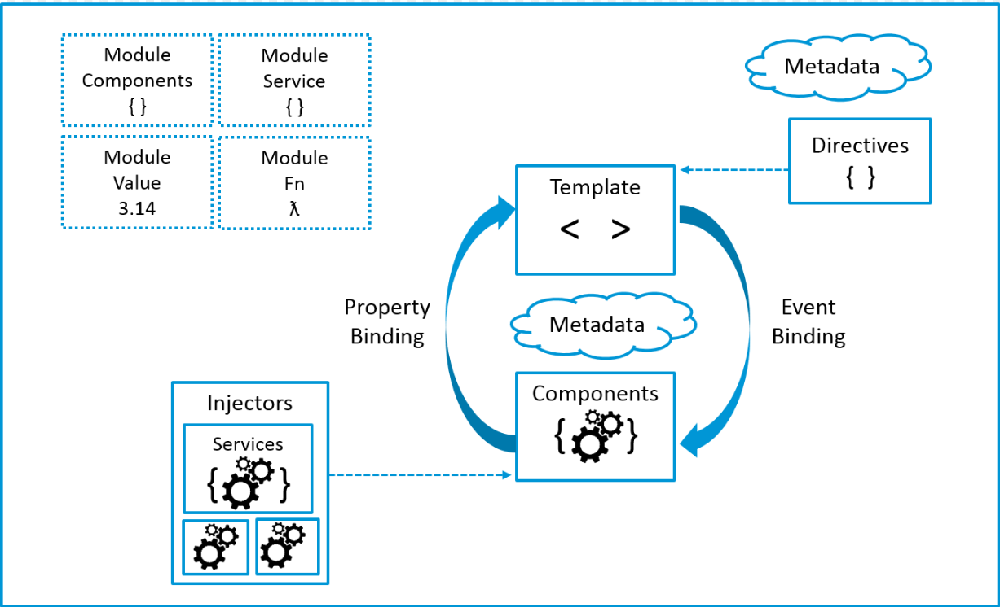 Module
Components
{ }
Module
Service
{ }
Module
Value
3.14
Module
Fn
ƛ
Metadata
Directives
{ }
Template
< >
Property
Binding
Metadata
Event
Binding
Components
{ }
Injectors
Services
{ }